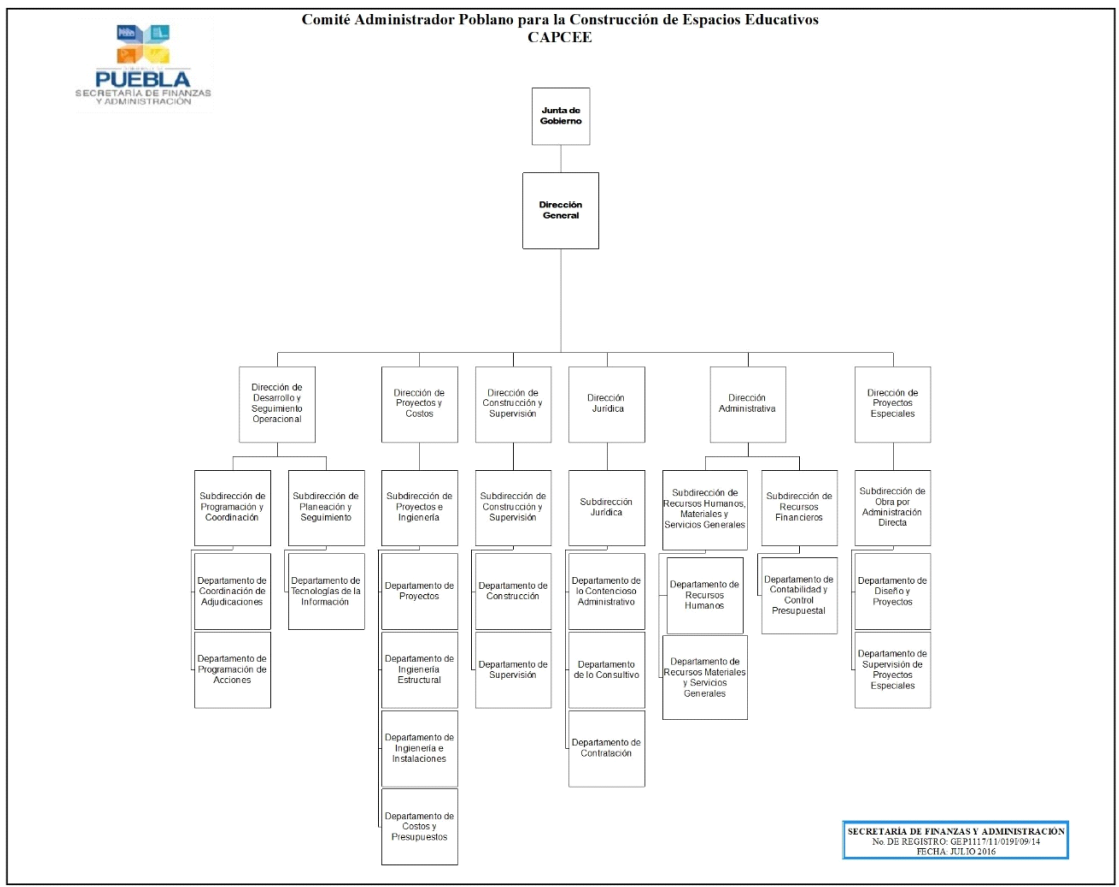 Comité Administrador Poblano para la Construcción de Espacios Educativos
CAPCEE
PUEBLA
SECRETARÍA DE FINANZAS
Y ADMINISTRACIÓN
Junta de
Gobierno
Dirección
General
Dirección de
Desarrollo y
Seguimiento
Operacional
Dirección de
Proyectos y
Costos
Dirección de
Construcción y
Supervisión
Dirección
Jurídica
Dirección
Administrativa
Dirección de
Proyectos
Especiales
Subdirección de
Programación y
Coordinación
Subdirección de
Planeación y
Seguimiento
Subdirección de
Proyectos e
Ingiería
Subdirección de
Construcción y
Supervisión
Subdirección
Jurídica
Subdirección de
Recursos Humanos,
Materiales y
Servicios Generales
Subdirección de
Recursos
Financieros
Subdirección de
Obra por
Administración
Directa
Departamento de
Coordinación de
Adjudicaciones
Departamento de
Tecnologías de la
Información
Departamento de
Proyectos
Departamento de
Construcción
Departamento de
lo Contencioso
Administrativo
Departamento de
Recursos
Humanos
Departamento de
Contabilidad y
Control
Presupuestal
Departamento de
Diseño y
Proyectos
Departamento de
Programación de
Acciones
Departamento de
Ingiería
Estructural
Departamento de
Supervisión
Departamento
de lo Consultivo
Departamento de
Recursos Materiales
y Servicios
Generales
Departamento de
Supervisión de
Proyectos
Especiales
Departamento de
Ingienería e
Instalaciones
Departamento de
Contratación
Departamento de
Costos y
Presupuestos
SECRETARÍA DE FINANZAS Y ADMINISTRACIÓN
No. DE REGISTRO: GEP1117/11/0191/09/14
FECHA: JULIO 2016